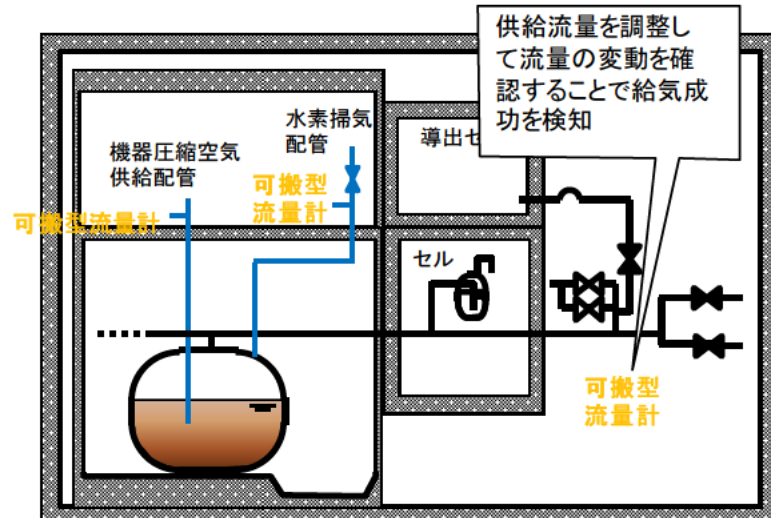 供給流量を調整し
て流量の変動を確
認することで給気成
功を検知
水素掃気
配管
機器圧縮空気
供給配管
導出セ
可搬型
流量計
可搬型流量計
セル
可搬型
流量計